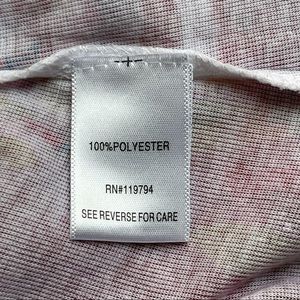 100%POLYESTER
RN#119794
SEE REVERSE FOR CARE